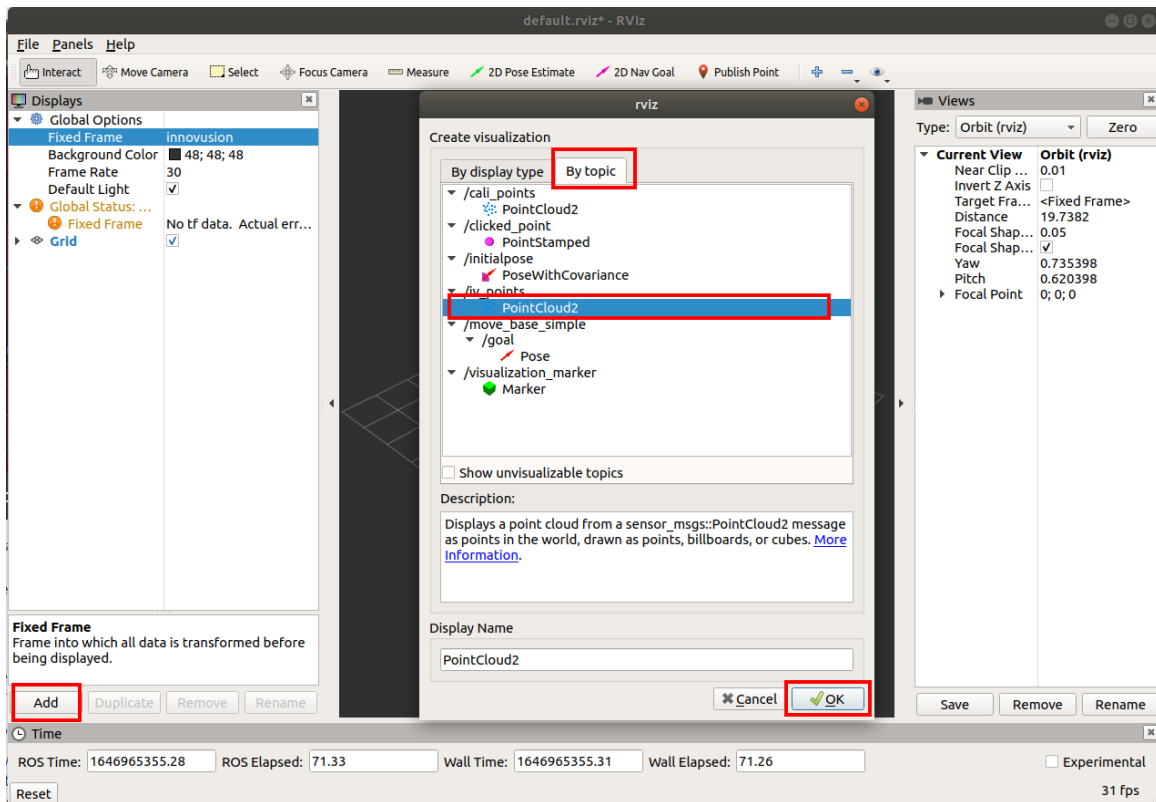 default.rviz* - RViz
File Panels Help
Interact Move Camera Select Focus Camera Measure 2D Pose Estimate 2D Nav Goal Publish Point
Displays
Global Options
Fixed Frame innovusion
Background Color 48; 48; 48
Frame Rate 30
Default Light
Global Status: ...
Fixed Frame No tf data. Actual err...
Grid
Fixed Frame
Frame into which all data is transformed before
being displayed.
Add Duplicate Remove Rename
rviz
Create visualization
By display type By topic
/cali_points
PointCloud2
/clicked_point
PointStamped
/initialpose
PoseWithCovariance
/iv_points
PointCloud2
/move_base_simple
/goal
Pose
/visualization_marker
Marker
Show unvisualizable topics
Description:
Displays a point cloud from a sensor_msgs::PointCloud2 message
as points in the world, drawn as points, billboards, or cubes. More
Information.
Display Name
PointCloud2
Cancel OK
Views
Type: Orbit (rviz) Zero
Current View Orbit (rviz)
Near Clip ... 0.01
Invert Z Axis
Target Fra... <Fixed Frame>
Distance 19.7382
Focal Shap... 0.05
Focal Shap...
Yaw 0.735398
Pitch 0.620398
Focal Point 0; 0; 0
Save Remove Rename
Time
ROS Time: 1646965355.28 ROS Elapsed: 71.33 Wall Time: 1646965355.31 Wall Elapsed: 71.26 Experimental
Reset 31 fps